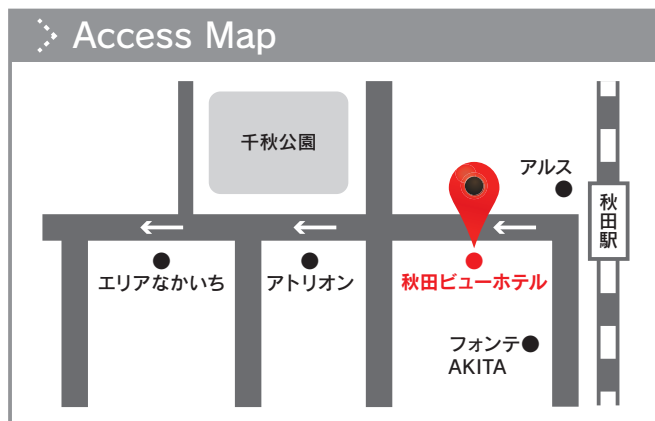 Access Map
千秋公園
アルス
秋田駅
エリアなかいち
アトリオン
秋田ビューホテル
フォンテ
AKITA